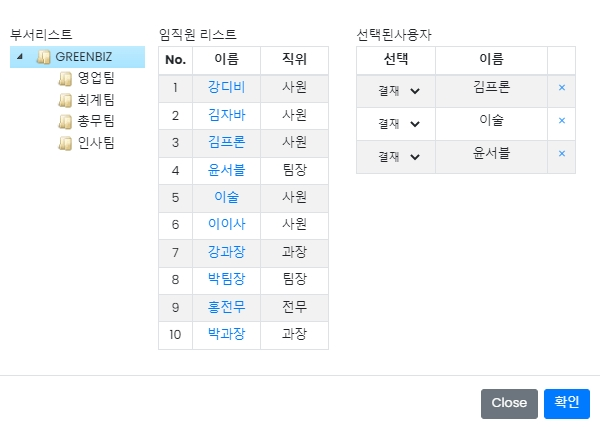 부서리스트
GREENBIZ
영업팀
회계팀
총무팀
인사팀
임직원 리스트
No. 이름 직위
1 강디비 사원
2 김자바 사원
3 김프론 사원
4 윤서블 팀장
5 이술 사원
6 이이사 사원
7 강과장 과장
8 박팀장 팀장
9 홍전무 전무
10 박과장 과장
선택된사용자
선택 이름
결재 김프론 ×
결재 이술 ×
결재 윤서블 ×
Close 확인